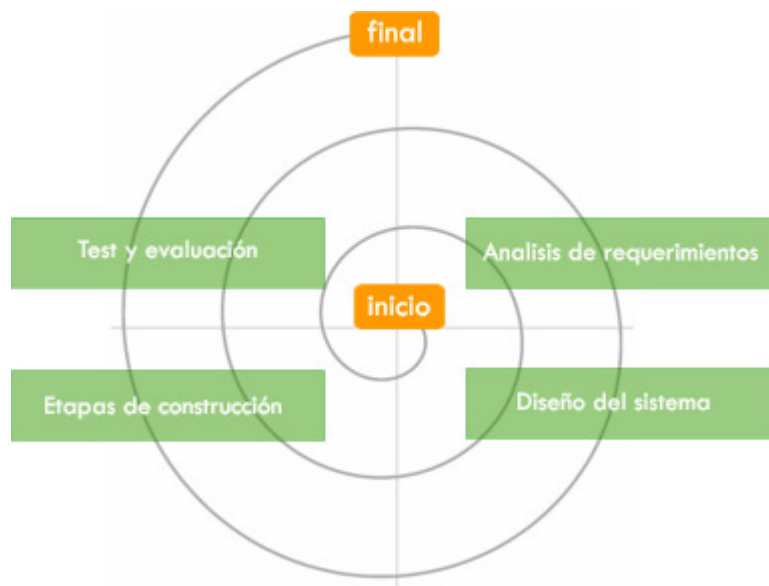 final
Test y evaluación
Analisis de requerimientos
inicio
Etapas de construcción
Diseño del sistema